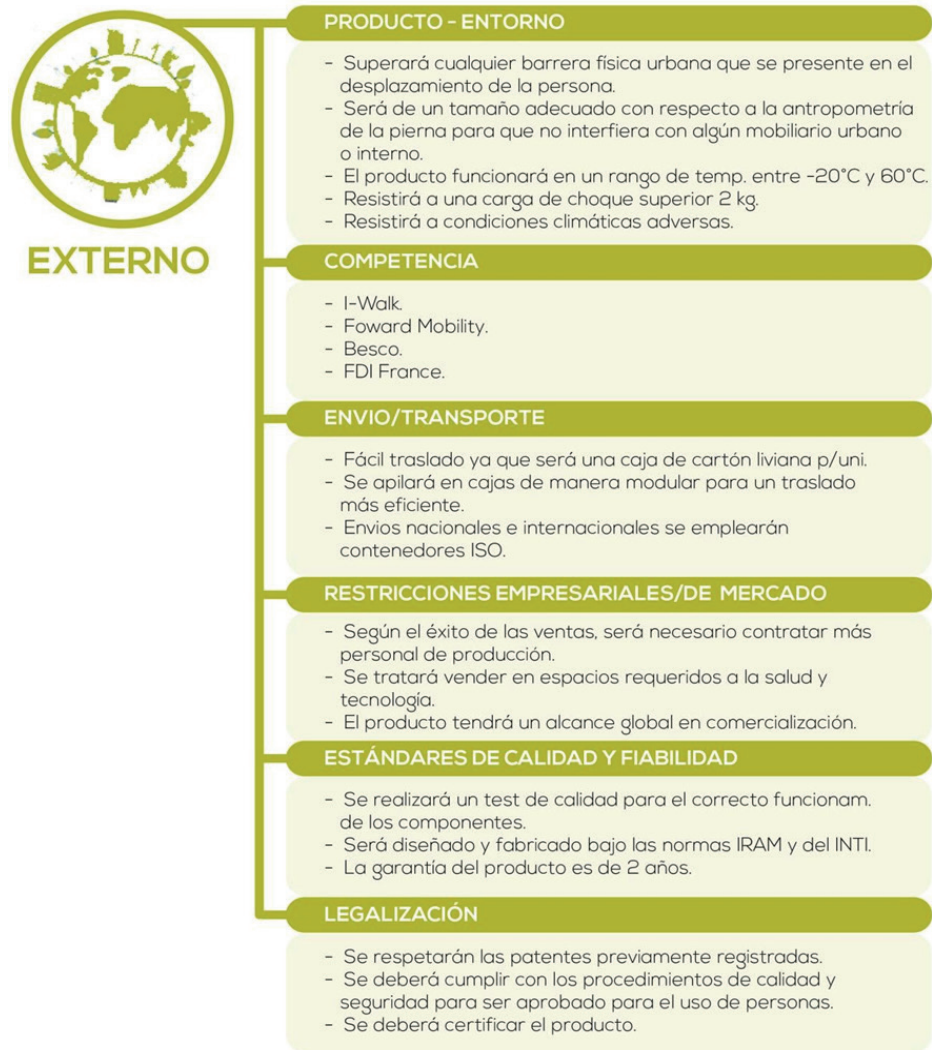 EXTERNO
PRODUCTO - ENTORNO
- Superará cualquier barrera física urbana que se presente en el
desplazamiento de la persona.
- Será de un tamaño adecuado con respecto a la antropometría
de la pierna para que no interfiera con algún mobiliario urbano
o interno.
- El producto funcionará en un rango de temp. entre -20°C y 60°C.
- Resistirá a una carga de choque superior 2 kg.
- Resistirá a condiciones climáticas adversas.
COMPETENCIA
- I-Walk.
- Foward Mobility.
- Besco.
- FDI France.
ENVIO/TRANSPORTE
- Fácil traslado ya que será una caja de cartón liviana p/uni.
- Se apilará en cajas de manera modular para un traslado
más eficiente.
- Envios nacionales e internacionales se emplearán
contenedores ISO.
RESTRICCIONES EMPRESARIALES/DE MERCADO
- Según el éxito de las ventas, será necesario contratar más
personal de producción.
- Se tratará vender en espacios requeridos a la salud y
tecnología.
- El producto tendrá un alcance global en comercialización.
ESTÁNDARES DE CALIDAD Y FIABILIDAD
- Se realizará un test de calidad para el correcto funcionam.
de los componentes.
- Será diseñado y fabricado bajo las normas IRAM y del INTI.
- La garantía del producto es de 2 años.
LEGALIZACIÓN
- Se respetarán las patentes previamente registradas.
- Se deberá cumplir con los procedimientos de calidad y
seguridad para ser aprobado para el uso de personas.
- Se deberá certificar el producto.